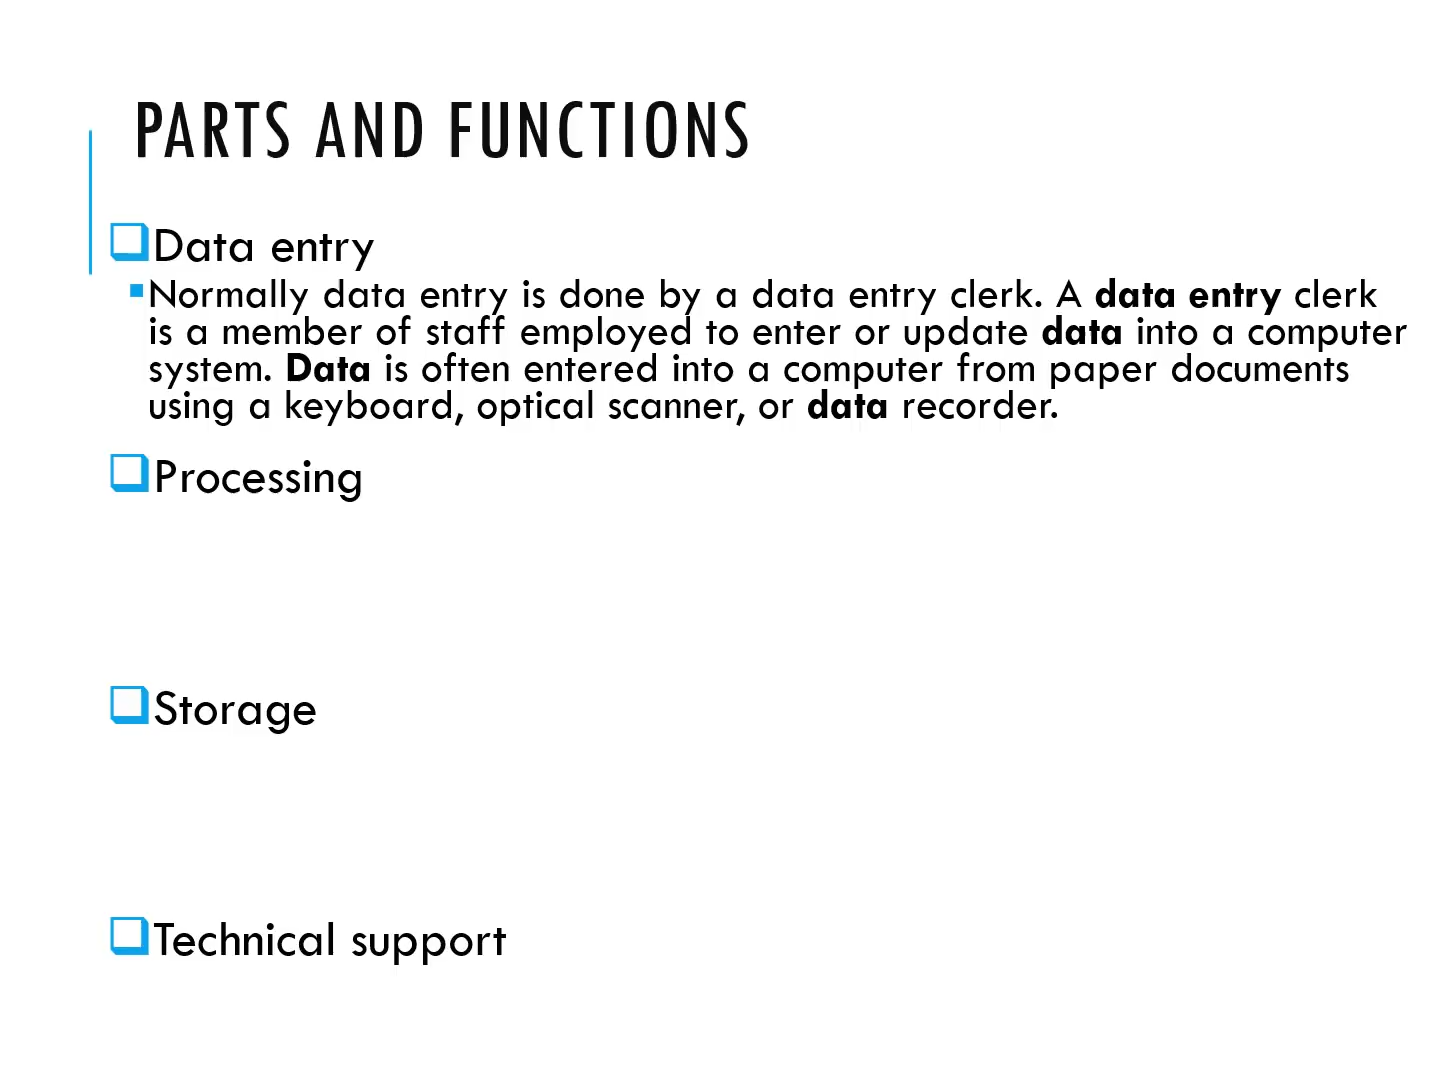 PARTS AND FUNCTIONS
Data entry
Normally data entry is done by a data entry clerk. A data entry clerk
is a member of staff employed to enter or update data into a computer
system. Data is often entered into a computer from paper documents
using a keyboard, optical scanner, or data recorder.
Processing
Storage
Technical support